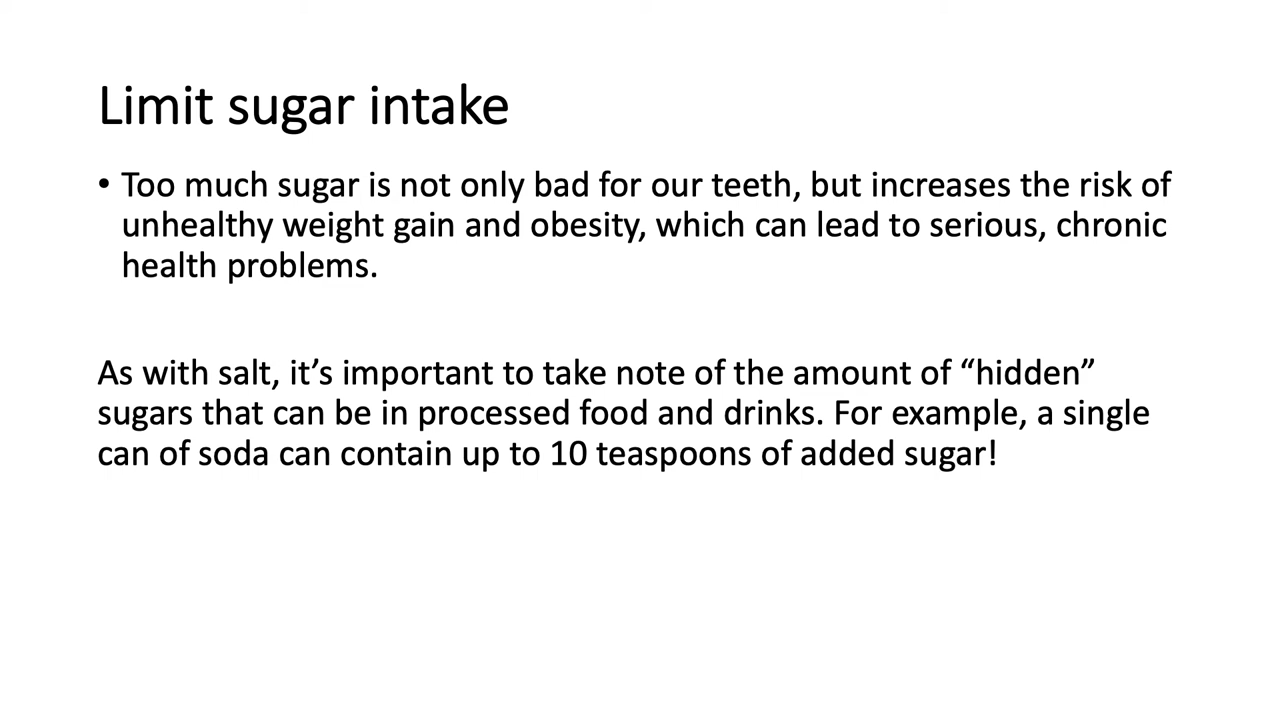 Limit sugar intake
• Too much sugar is not only bad for our teeth, but increases the risk of
unhealthy weight gain and obesity, which can lead to serious, chronic
health problems.
As with salt, it’s important to take note of the amount of “hidden”
sugars that can be in processed food and drinks. For example, a single
can of soda can contain up to 10 teaspoons of added sugar!